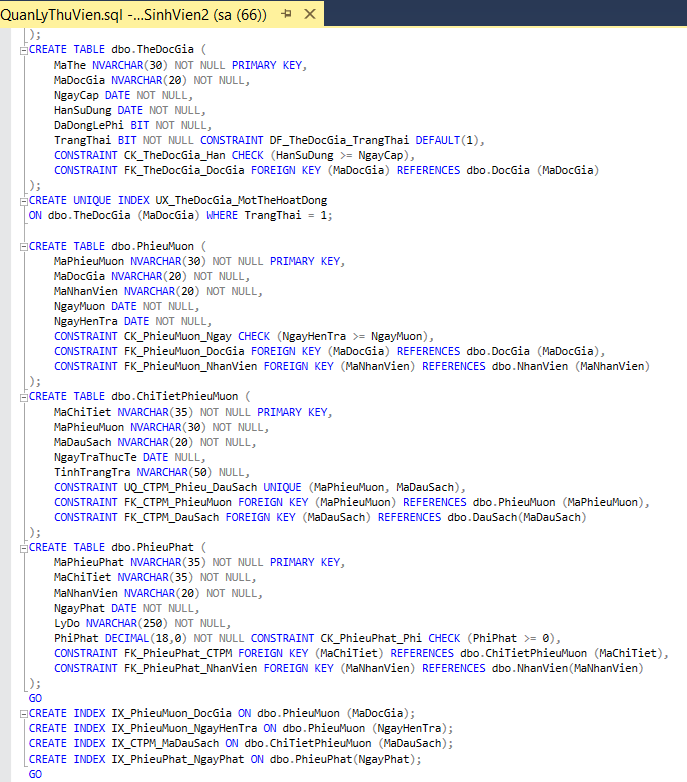 QuanLyThuVien.sql -...SinhVien2 (sa (66))
);
CREATE TABLE dbo.TheDocGia (
MaThe NVARCHAR(30) NOT NULL PRIMARY KEY,
MaDocGia NVARCHAR(20) NOT NULL,
NgayCap DATE NOT NULL,
HanSuDung DATE NOT NULL,
DaDongLePhi BIT NOT NULL,
TrangThai BIT NOT NULL CONSTRAINT DF_TheDocGia_TrangThai DEFAULT(1),
CONSTRAINT CK_TheDocGia_Han CHECK (HanSuDung >= NgayCap),
CONSTRAINT FK_TheDocGia_DocGia FOREIGN KEY (MaDocGia) REFERENCES dbo.DocGia (MaDocGia)
);
CREATE UNIQUE INDEX UX_TheDocGia_MotTheHoatDong
ON dbo.TheDocGia (MaDocGia) WHERE TrangThai = 1;
CREATE TABLE dbo.PhieuMuon (
MaPhieuMuon NVARCHAR(30) NOT NULL PRIMARY KEY,
MaDocGia NVARCHAR(20) NOT NULL,
MaNhanVien NVARCHAR(20) NOT NULL,
NgayMuon DATE NOT NULL,
NgayHenTra DATE NOT NULL,
CONSTRAINT CK_PhieuMuon_Ngay CHECK (NgayHenTra >= NgayMuon),
CONSTRAINT FK_PhieuMuon_DocGia FOREIGN KEY (MaDocGia) REFERENCES dbo.DocGia (MaDocGia),
CONSTRAINT FK_PhieuMuon_NhanVien FOREIGN KEY (MaNhanVien) REFERENCES dbo.NhanVien (MaNhanVien)
);
CREATE TABLE dbo.ChiTietPhieuMuon (
MaChiTiet NVARCHAR(35) NOT NULL PRIMARY KEY,
MaPhieuMuon NVARCHAR(30) NOT NULL,
MaDauSach NVARCHAR(20) NOT NULL,
NgayTraThucTe DATE NULL,
TinhTrangTra NVARCHAR(50) NULL,
CONSTRAINT UQ_CTPM_Phieu_DauSach UNIQUE (MaPhieuMuon, MaDauSach),
CONSTRAINT FK_CTPM_PhieuMuon FOREIGN KEY (MaPhieuMuon) REFERENCES dbo.PhieuMuon (MaPhieuMuon),
CONSTRAINT FK_CTPM_DauSach FOREIGN KEY (MaDauSach) REFERENCES dbo.DauSach(MaDauSach)
);
CREATE TABLE dbo.PhieuPhat (
MaPhieuPhat NVARCHAR(35) NOT NULL PRIMARY KEY,
MaChiTiet NVARCHAR(35) NOT NULL,
MaNhanVien NVARCHAR(20) NOT NULL,
NgayPhat DATE NOT NULL,
LyDo NVARCHAR(250) NOT NULL,
PhiPhat DECIMAL(18,0) NOT NULL CONSTRAINT CK_PhieuPhat_Phi CHECK (PhiPhat >= 0),
CONSTRAINT FK_PhieuPhat_CTPM FOREIGN KEY (MaChiTiet) REFERENCES dbo.ChiTietPhieuMuon (MaChiTiet),
CONSTRAINT FK_PhieuPhat_NhanVien FOREIGN KEY (MaNhanVien) REFERENCES dbo.NhanVien(MaNhanVien)
);
GO
CREATE INDEX IX_PhieuMuon_DocGia ON dbo.PhieuMuon (MaDocGia);
CREATE INDEX IX_PhieuMuon_NgayHenTra ON dbo.PhieuMuon (NgayHenTra);
CREATE INDEX IX_CTPM_MaDauSach ON dbo.ChiTietPhieuMuon (MaDauSach);
CREATE INDEX IX_PhieuPhat_NgayPhat ON dbo.PhieuPhat(NgayPhat);
GO